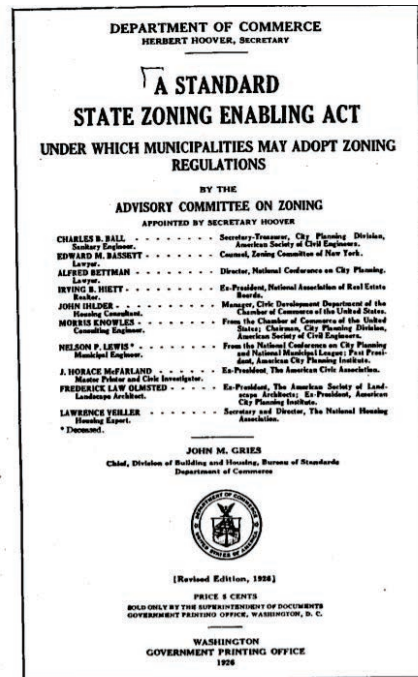 DEPARTMENT OF COMMERCE
HERBERT HOOVER, SECRETARY
A STANDARD
STATE ZONING ENABLING ACT
UNDER WHICH MUNICIPALITIES MAY ADOPT ZONING
REGULATIONS
BY THE
ADVISORY COMMITTEE ON ZONING
APPOINTED BY SECRETARY HOOVER
CHARLES B. BALL - - - - - - - - Secretary-Treasurer, City Planning Division,
Sanitary Engineer. American Society of Civil Engineers.
EDWARD M. BASSETT - - - - - - - Counsel, Zoning Committee of New York.
Lawyer.
ALFRED BETTMAN - - - - - - - - Director, National Conference on City Planning.
Lawyer.
IRVING B. HIETT - - - - - - - - Ex-President, National Association of Real Estate
Realtor. Boards.
JOHN IHLDER - - - - - - - - - Manager, Civic Development Department of the
Housing Consultant. Chamber of Commerce of the United States.
MORRIS KNOWLES - - - - - - - - From the Chamber of Commerce of the United
Consulting Engineer. States; Chairman, City Planning Division,
American Society of Civil Engineers.
NELSON P. LEWIS * - - - - - - - From the National Conference on City Planning
Municipal Engineer. and National Municipal League; Past Presi-
dent, American City Planning Institute.
J. HORACE McFARLAND - - - - - - Ex-President, The American Civic Association.
Master Printer and Civic Investigator.
FREDERICK LAW OLMSTED - - - - - Ex-President, The American Society of Land-
Landscape Architect. scape Architects; Ex-President, American
City Planning Institute.
LAWRENCE VEILLER - - - - - - - Secretary and Director, The National Housing
Housing Expert. Association.
* Deceased.
JOHN M. GRIES
Chief, Division of Building and Housing, Bureau of Standards
Department of Commerce
DEPARTMENT OF COMMERCE
UNITED STATES OF AMERICA
[Revised Edition, 1926]
PRICE 5 CENTS
SOLD ONLY BY THE SUPERINTENDENT OF DOCUMENTS
GOVERNMENT PRINTING OFFICE, WASHINGTON, D. C.
WASHINGTON
GOVERNMENT PRINTING OFFICE
1926